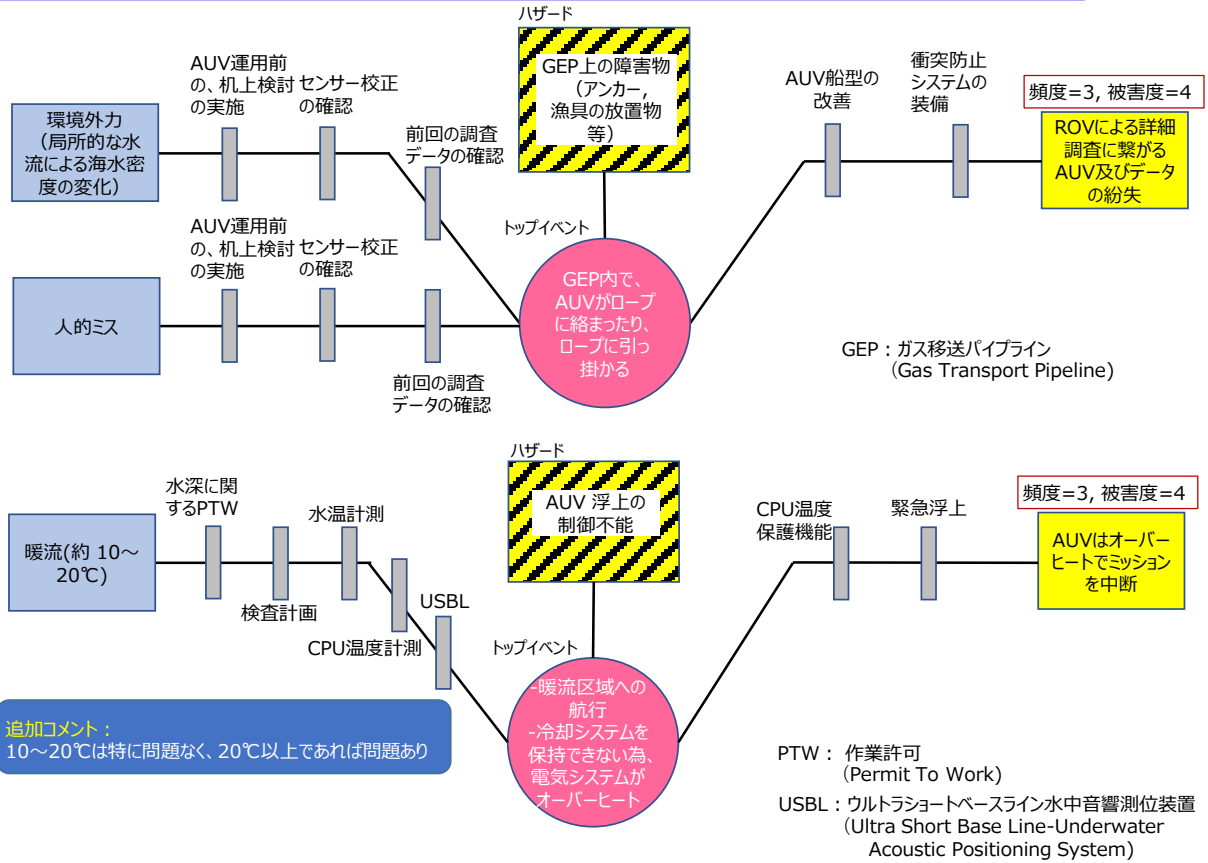 ハザード
GEP上の障害物
（アンカー,
漁具の放置物
等）
AUV運用前
の、机上検討
の実施
センサー校正
の確認
前回の調査
データの確認
環境外力
（局所的な水
流による海水密
度の変化）
AUV船型の
改善
衝突防止
システムの
装備
頻度=3, 被害度=4
ROVによる詳細
調査に繋がる
AUV及びデータ
の紛失
AUV運用前
の、机上検討
の実施
センサー校正
の確認
人的ミス
前回の調査
データの確認
トップイベント
GEP内で、
AUVがロープ
に絡まったり、
ロープに引っ
掛かる
GEP：ガス移送パイプライン
（Gas Transport Pipeline)
ハザード
AUV 浮上の
制御不能
水深に関
するPTW
検査計画
水温計測
CPU温度計測
USBL
暖流(約 10～
20℃)
トップイベント
-暖流区域への
航行
-冷却システムを
保持できない為、
電気システムが
オーバーヒート
CPU温度
保護機能
緊急浮上
頻度=3, 被害度=4
AUVはオーバー
ヒートでミッション
を中断
追加コメント：
10～20℃は特に問題なく、20℃以上であれば問題あり
PTW： 作業許可
（Permit To Work)
USBL：ウルトラショートベースライン水中音響測位装置
（Ultra Short Base Line-Underwater
Acoustic Positioning System)